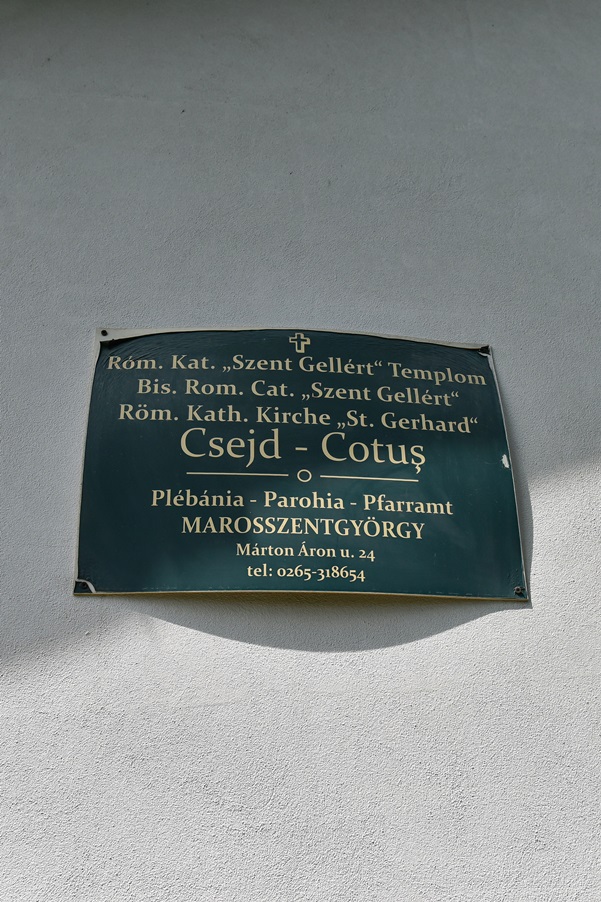 Róm. Kat. „Szent Gellért“ Templom
Bis. Rom. Cat. „Szent Gellért“
Röm. Kath. Kirche „St. Gerhard“
Csejd - Cotuş
Plébánia - Parohia - Pfarramt
MAROSSZENTGYÖRGY
Márton Áron u. 24
tel: 0265-318654